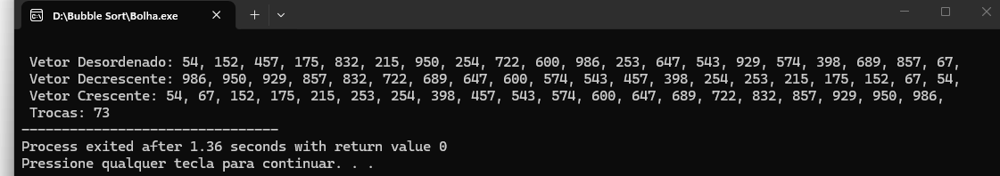 D:\Bubble Sort\Bolha.exe
Vetor Desordenado: 54, 152, 457, 175, 832, 215, 950, 254, 722, 600, 986, 253, 647, 543, 929, 574, 398, 689, 857, 67,
Vetor Decrescente: 986, 950, 929, 857, 832, 722, 689, 647, 600, 574, 543, 457, 398, 254, 253, 215, 175, 152, 67, 54,
Vetor Crescente: 54, 67, 152, 175, 215, 253, 254, 398, 457, 543, 574, 600, 647, 689, 722, 832, 857, 929, 950, 986,
Trocas: 73
--------------------------------
Process exited after 1.36 seconds with return value 0
Pressione qualquer tecla para continuar. . .